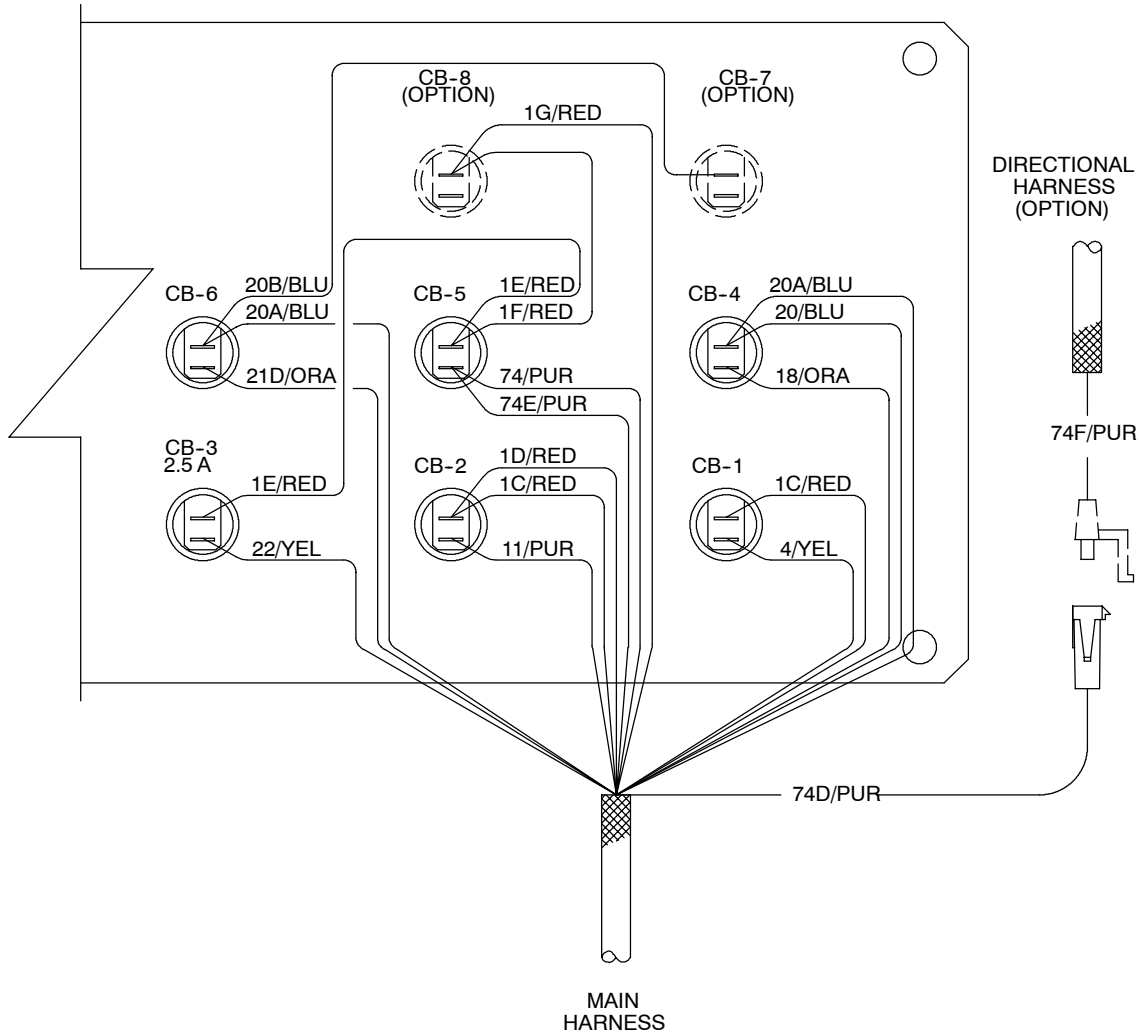 CB-8
(OPTION)
CB-7
(OPTION)
1G/RED
DIRECTIONAL
HARNESS
(OPTION)
CB-6
20B/BLU
20A/BLU
21D/ORA
CB-5
1E/RED
1F/RED
74/PUR
74E/PUR
CB-4
20A/BLU
20/BLU
18/ORA
74F/PUR
CB-3
2.5 A
1E/RED
22/YEL
CB-2
1D/RED
1C/RED
11/PUR
CB-1
1C/RED
4/YEL
74D/PUR
MAIN
HARNESS